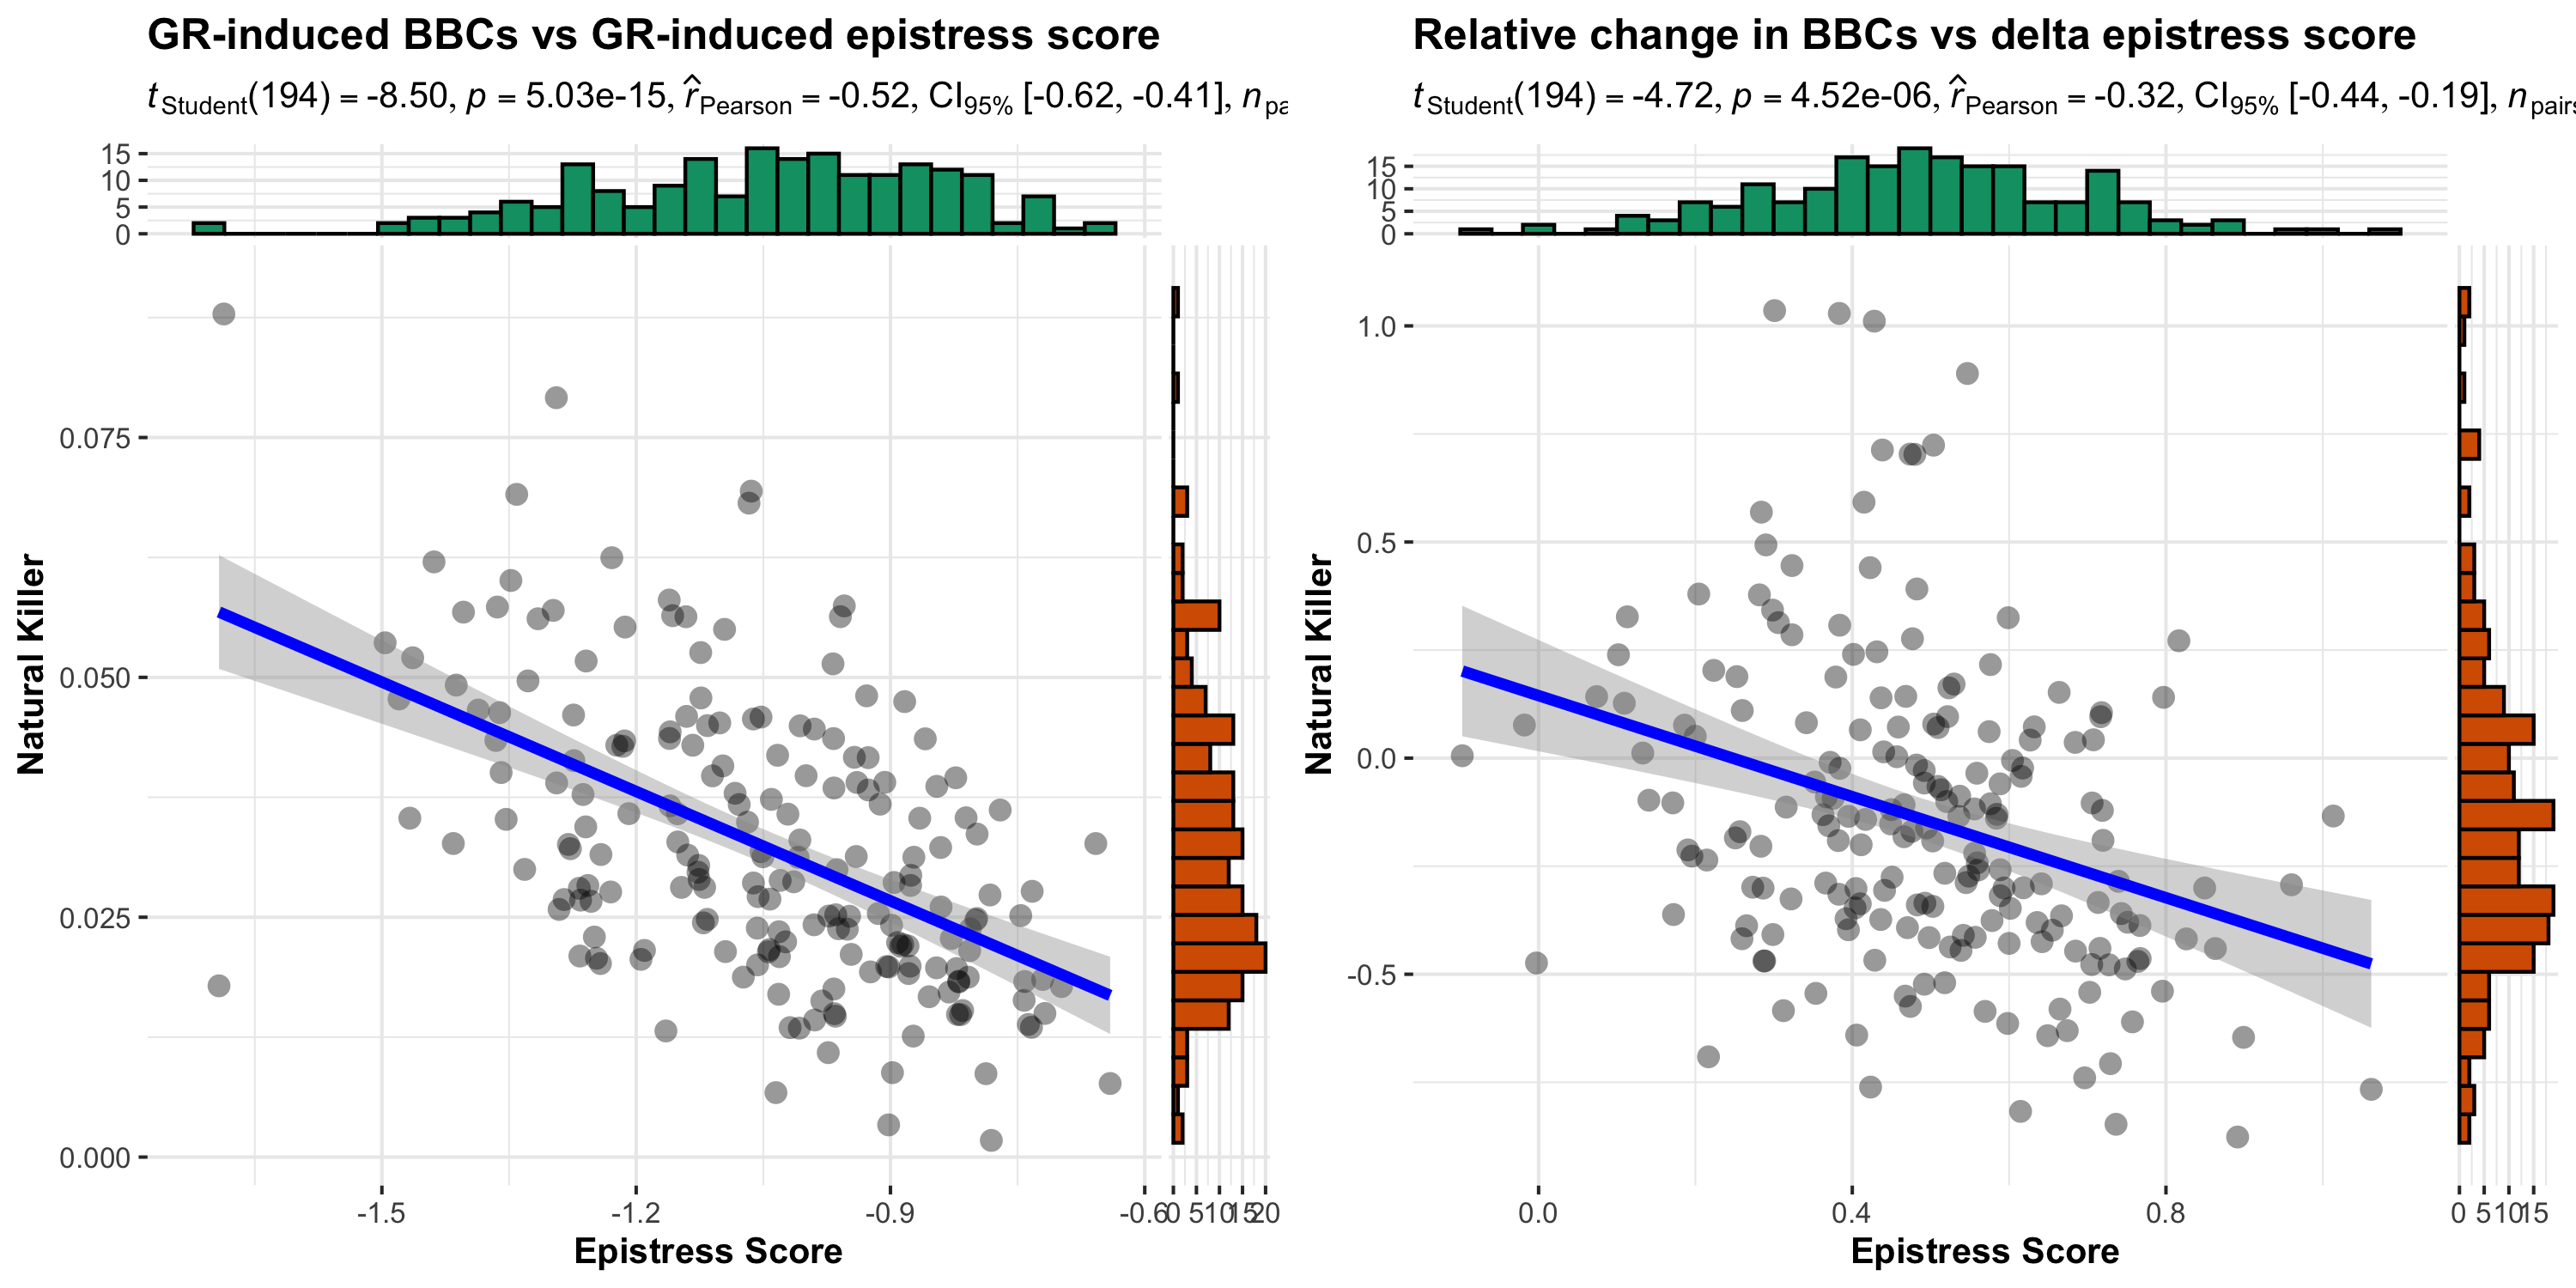 GR-induced BBCs vs GR-induced epistress score
t Student(194) = -8.50, p = 5.03e-15, r̂ Pearson = -0.52, CI95% [-0.62, -0.41], n pa
15
10
5
0
0.075
0.050
0.025
0.000
Natural Killer
-1.5 -1.2 -0.9 -0.6
0 5 10 15 20
Epistress Score
Relative change in BBCs vs delta epistress score
t Student(194) = -4.72, p = 4.52e-06, r̂ Pearson = -0.32, CI95% [-0.44, -0.19], n pairs
15
10
5
0
1.0
0.5
0.0
-0.5
Natural Killer
0.0 0.4 0.8
0 5 10 15
Epistress Score